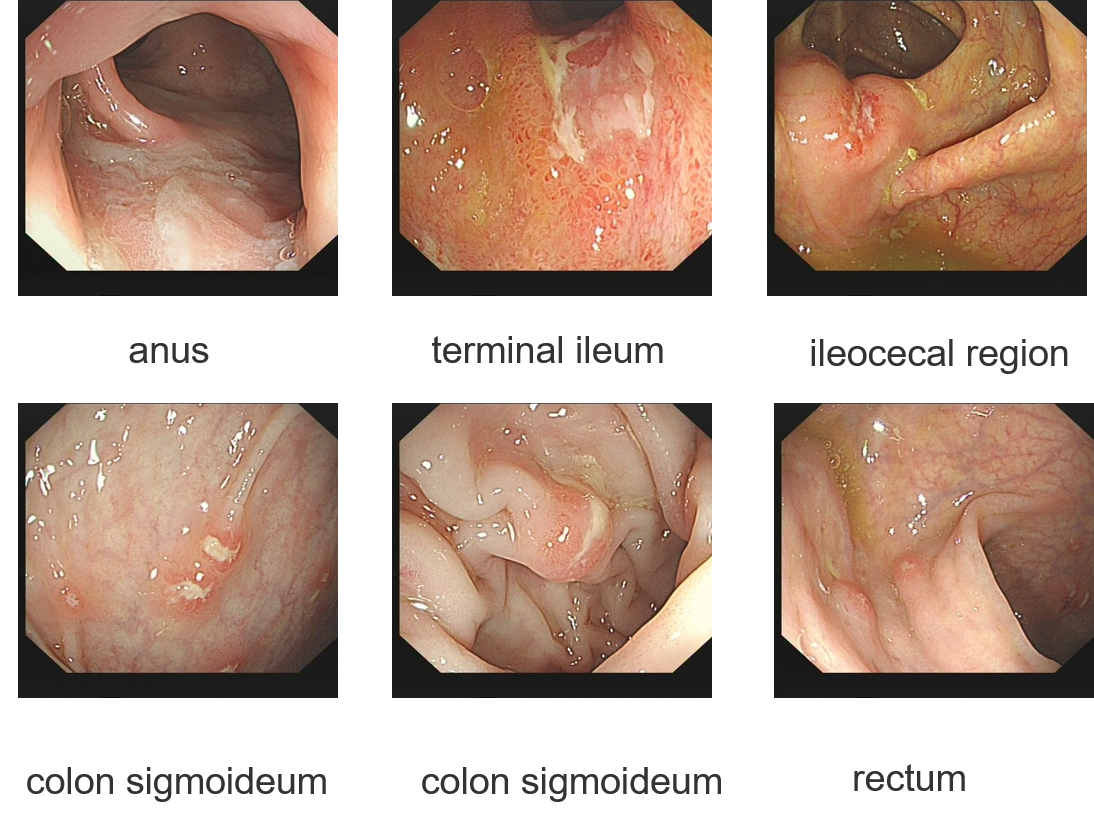 anus
terminal ileum
ileocecal region
colon sigmoideum
colon sigmoideum
rectum